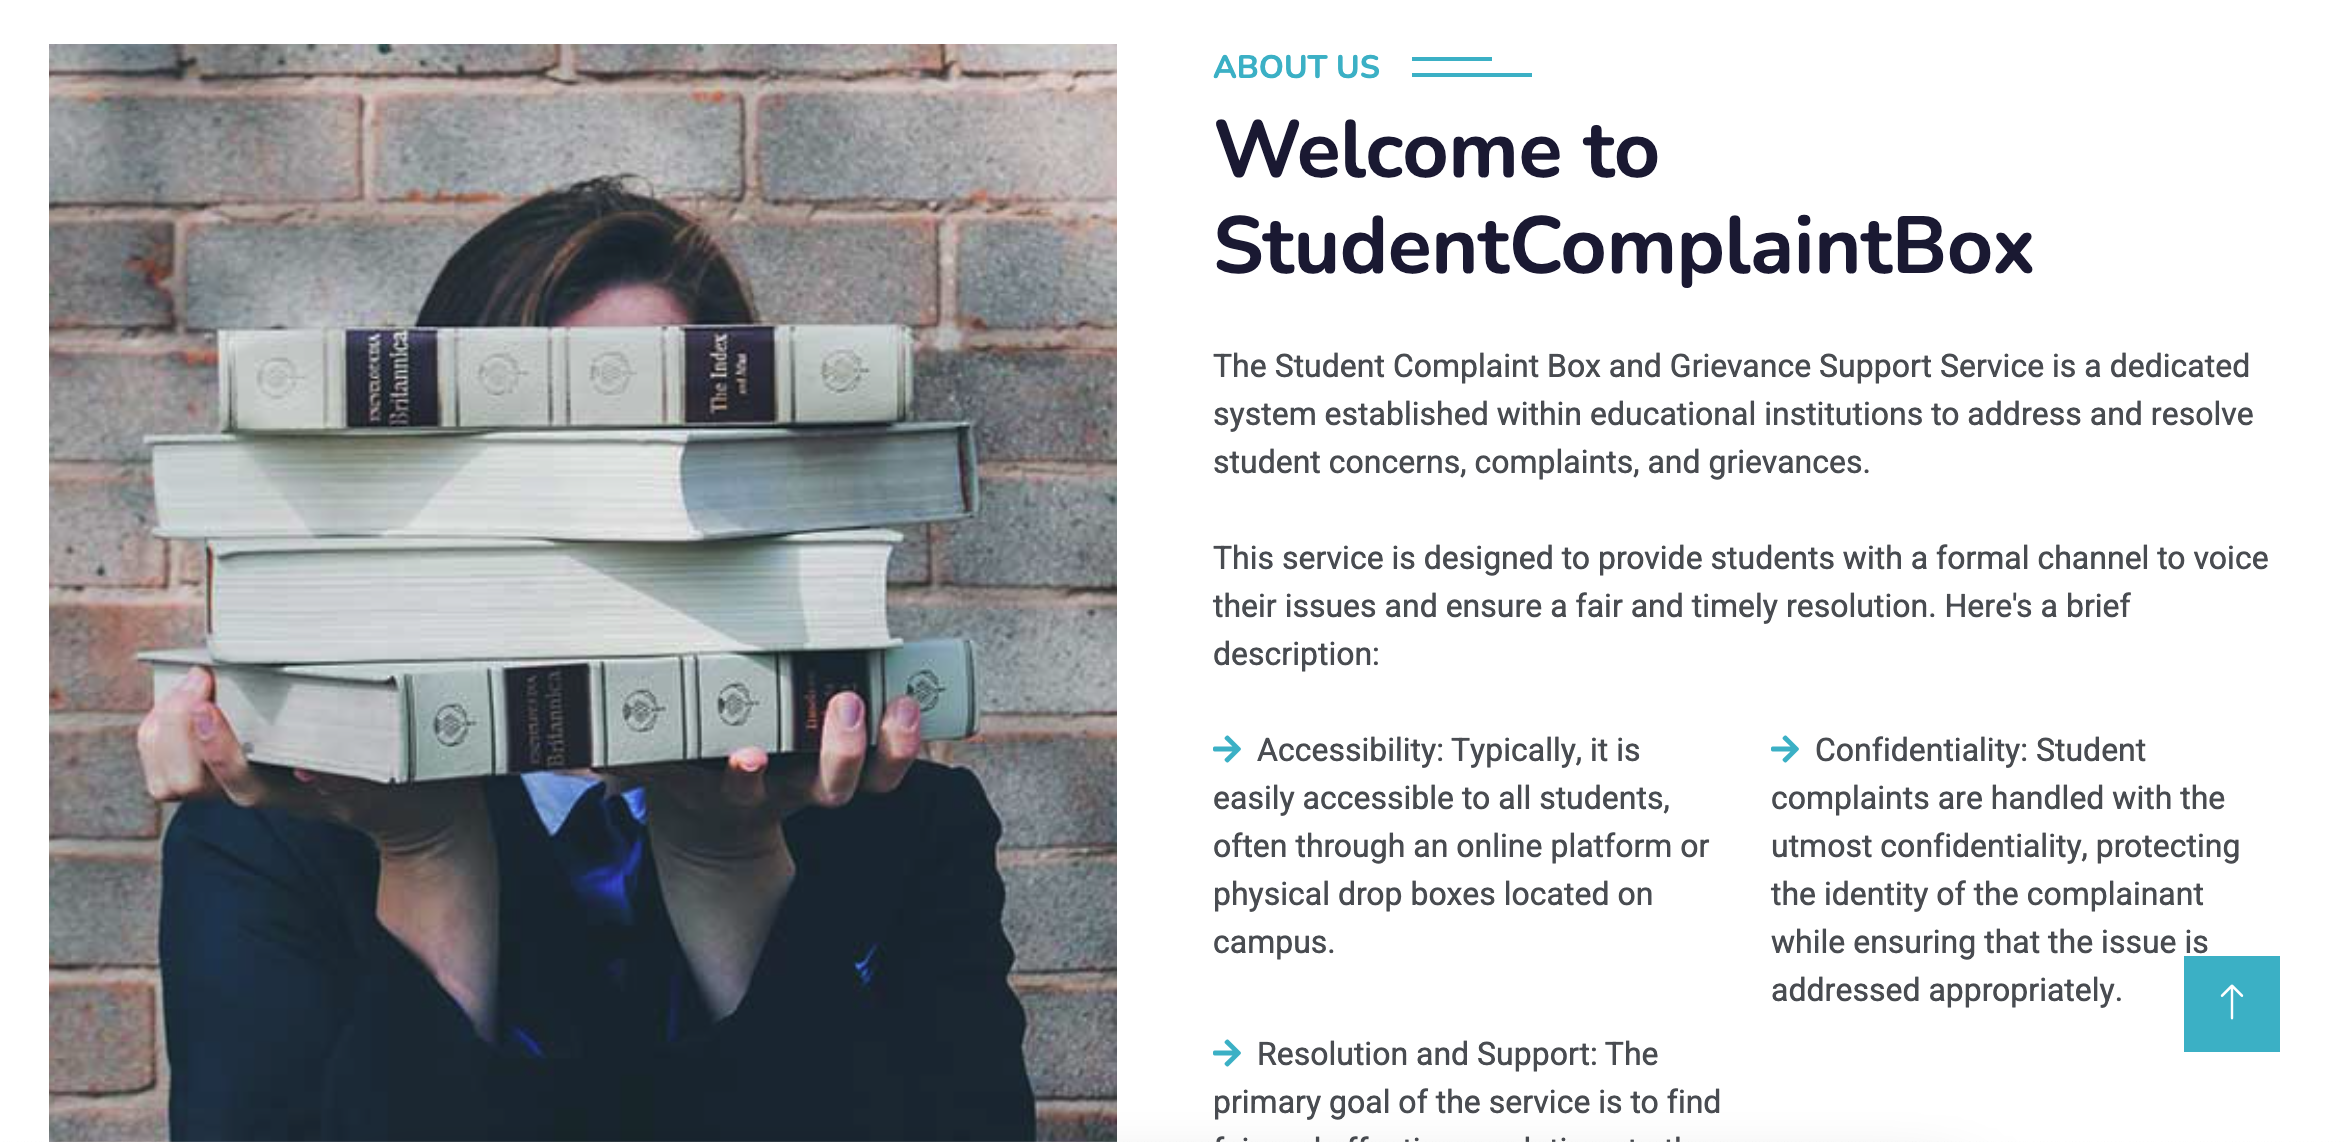 ABOUT US
Welcome to
StudentComplaintBox
The Student Complaint Box and Grievance Support Service is a dedicated
system established within educational institutions to address and resolve
student concerns, complaints, and grievances.
This service is designed to provide students with a formal channel to voice
their issues and ensure a fair and timely resolution. Here's a brief
description:
→ Accessibility: Typically, it is
easily accessible to all students,
often through an online platform or
physical drop boxes located on
campus.
→ Confidentiality: Student
complaints are handled with the
utmost confidentiality, protecting
the identity of the complainant
while ensuring that the issue is
addressed appropriately.
→ Resolution and Support: The
primary goal of the service is to find
Britannica
The Index
Britannica